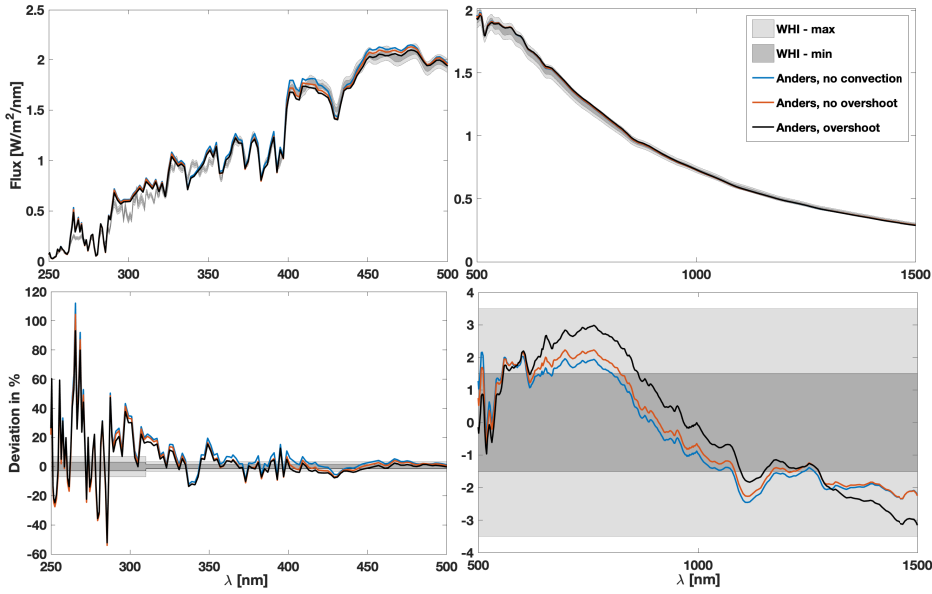 2.5
2
1.5
1
0.5
0
Flux [W/m²/nm]
250 300 350 400 450 500
2
1.5
1
0.5
0
500 1000 1500
WHI - max
WHI - min
Anders, no convection
Anders, no overshoot
Anders, overshoot
120
100
80
60
40
20
0
-20
-40
-60
Deviation in %
250 300 350 400 450 500
λ [nm]
4
3
2
1
0
-1
-2
-3
-4
500 1000 1500
λ [nm]